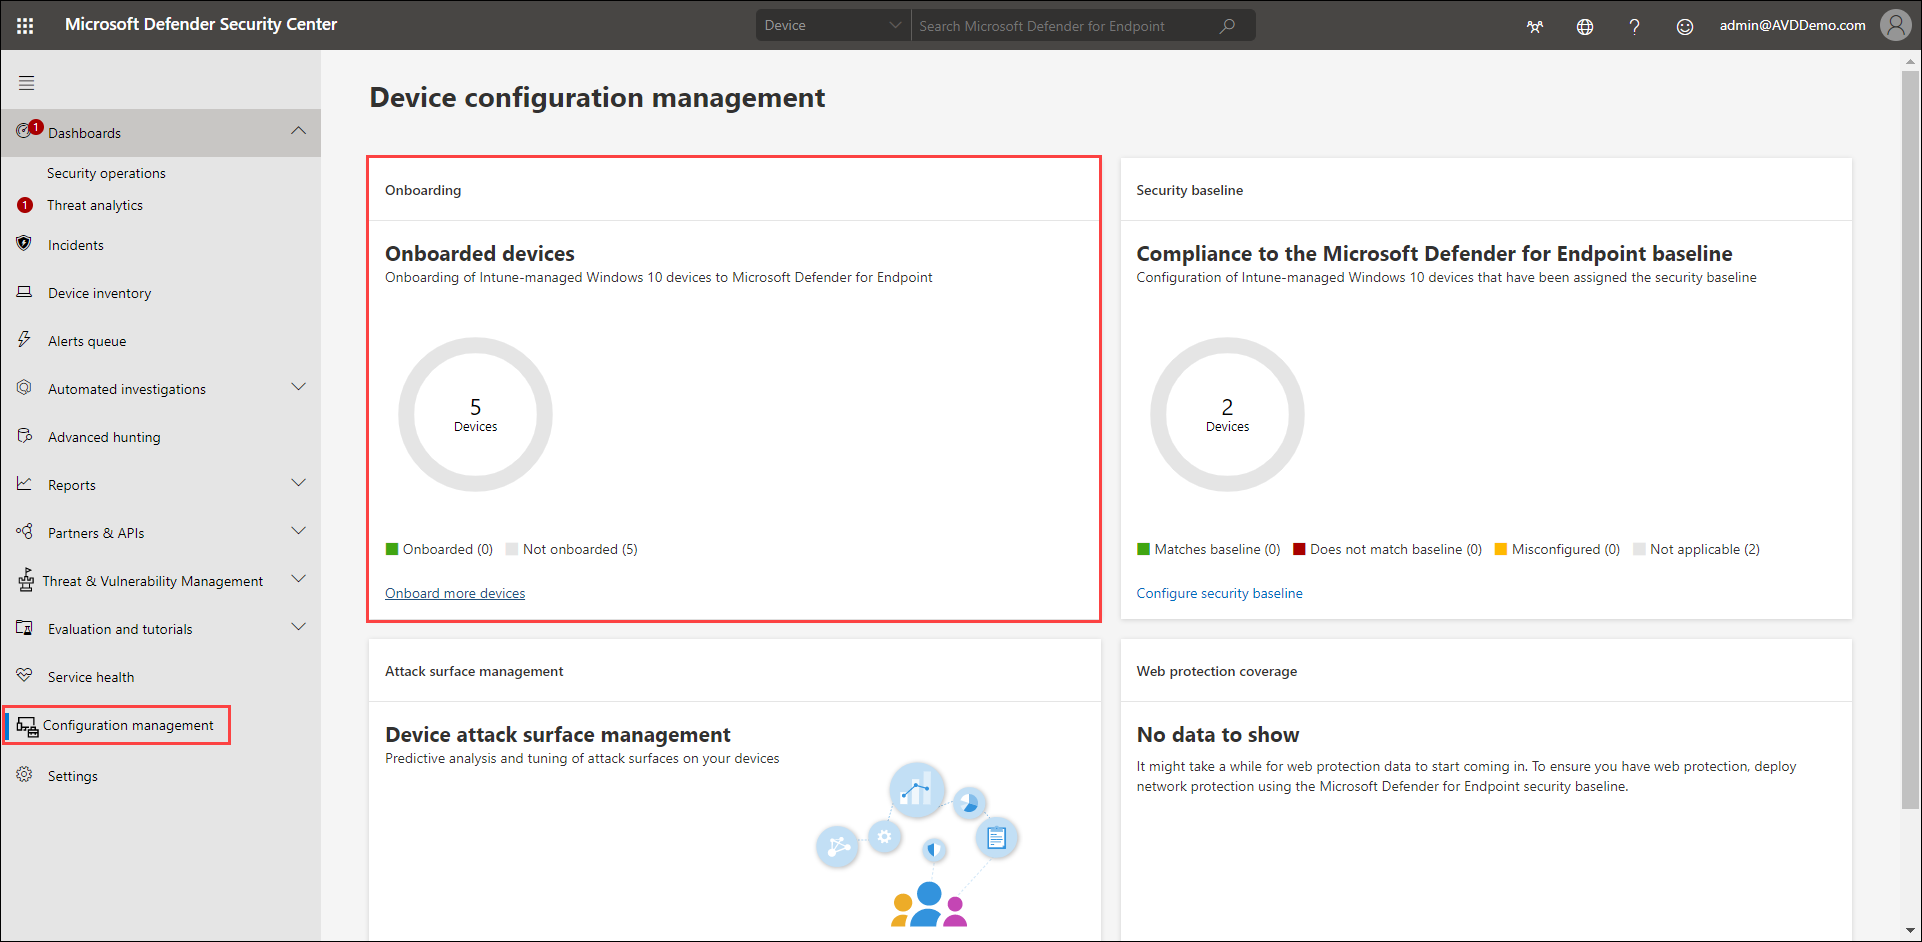 Microsoft Defender Security Center
Device
Search Microsoft Defender for Endpoint
?
admin@AVDDemo.com
1
Dashboards
Security operations
1
Threat analytics
Incidents
Device inventory
Alerts queue
Automated investigations
Advanced hunting
Reports
Partners & APIs
Threat & Vulnerability Management
Evaluation and tutorials
Service health
Configuration management
Settings
Device configuration management
Onboarding
Onboarded devices
Onboarding of Intune-managed Windows 10 devices to Microsoft Defender for Endpoint
5
Devices
Onboarded (0)
Not onboarded (5)
Onboard more devices
Security baseline
Compliance to the Microsoft Defender for Endpoint baseline
Configuration of Intune-managed Windows 10 devices that have been assigned the security baseline
2
Devices
Matches baseline (0)
Does not match baseline (0)
Misconfigured (0)
Not applicable (2)
Configure security baseline
Attack surface management
Device attack surface management
Predictive analysis and tuning of attack surfaces on your devices
Web protection coverage
No data to show
It might take a while for web protection data to start coming in. To ensure you have web protection, deploy
network protection using the Microsoft Defender for Endpoint security baseline.